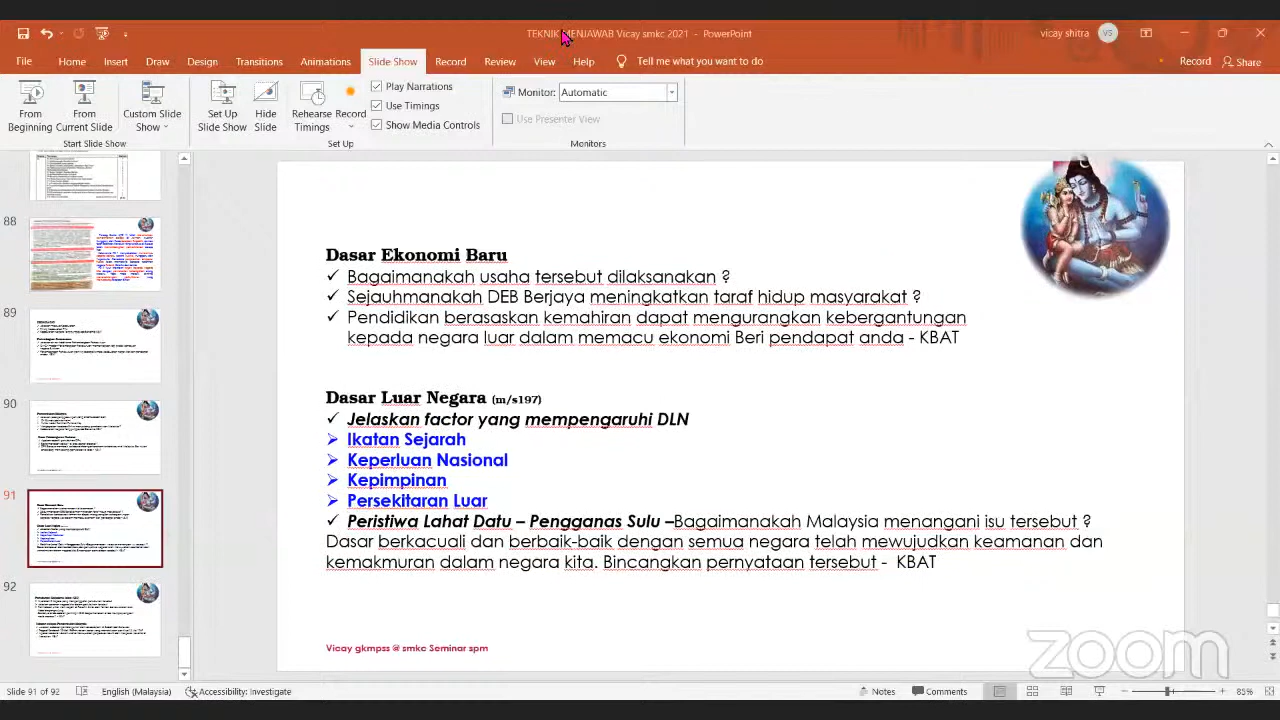 TEKNIK MENJAWAB Vicay smkc 2021 - PowerPoint
vicay shitra
VS
File Home Insert Draw Design Transitions Animations Slide Show Record Review View Help Tell me what you want to do
Record Share
From Beginning
From Current Slide
Custom Slide Show
Start Slide Show
Set Up Slide Show
Hide Slide
Rehearse Timings
Record
Play Narrations
Use Timings
Show Media Controls
Set Up
Monitor: Automatic
Use Presenter View
Monitors
88
89
90
91
92
Dasar Ekonomi Baru
✓ Bagaimanakah usaha tersebut dilaksanakan ?
✓ Sejauhmanakah DEB Berjaya meningkatkan taraf hidup masyarakat ?
✓ Pendidikan berasaskan kemahiran dapat mengurangkan kebergantungan
kepada negara luar dalam memacu ekonomi Beri pendapat anda - KBAT
Dasar Luar Negara (m/s197)
✓ Jelaskan factor yang mempengaruhi DLN
➢ Ikatan Sejarah
➢ Keperluan Nasional
➢ Kepimpinan
➢ Persekitaran Luar
✓ Peristiwa Lahat Datu – Pengganas Sulu –Bagaimanakah Malaysia menangani isu tersebut ?
Dasar berkacuali dan berbaik-baik dengan semua negara telah mewujudkan keamanan dan
kemakmuran dalam negara kita. Bincangkan pernyataan tersebut - KBAT
Vicay gkmpss @ smkc Seminar spm
zoom
Slide 91 of 92 English (Malaysia) Accessibility: Investigate
Notes Comments 85%